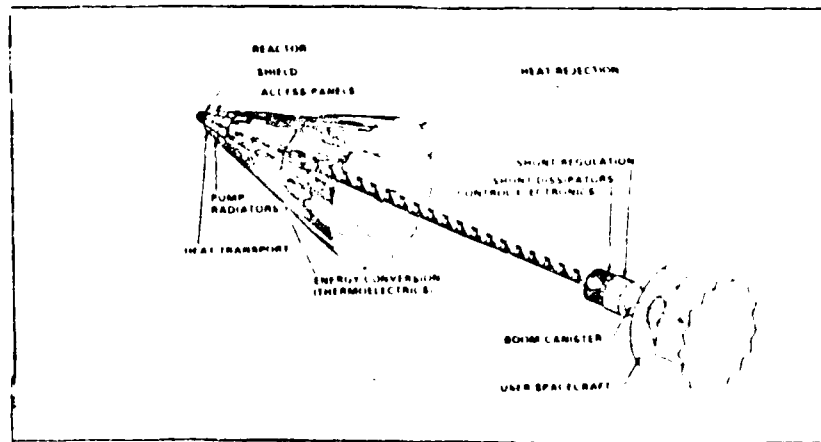 REACTOR
SHIELD
ACCESS PANELS
HEAT REJECTION
SHUNT REGULATION
SHUNT DISSIPATORS
CONTROL ELECTRONICS
PUMP
RADIATORS
HEAT TRANSPORT
ENERGY CONVERSION
(THERMOELECTRICS)
BOOM CANISTER
USER SPACECRAFT